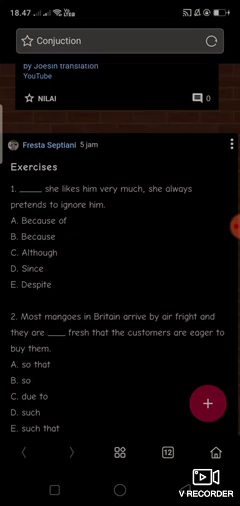 18.47
Conjuction
by Joesin translation
YouTube
NILAI 0
Fresta Septiani 5 jam
Exercises
1. _____ she likes him very much, she always
pretends to ignore him.
A. Because of
B. Because
C. Although
D. Since
E. Despite
2. Most mangoes in Britain arrive by air fright and
they are ____ fresh that the customers are eager to
buy them.
A. so that
B. so
C. due to
D. such
E. such that
12
V RECORDER